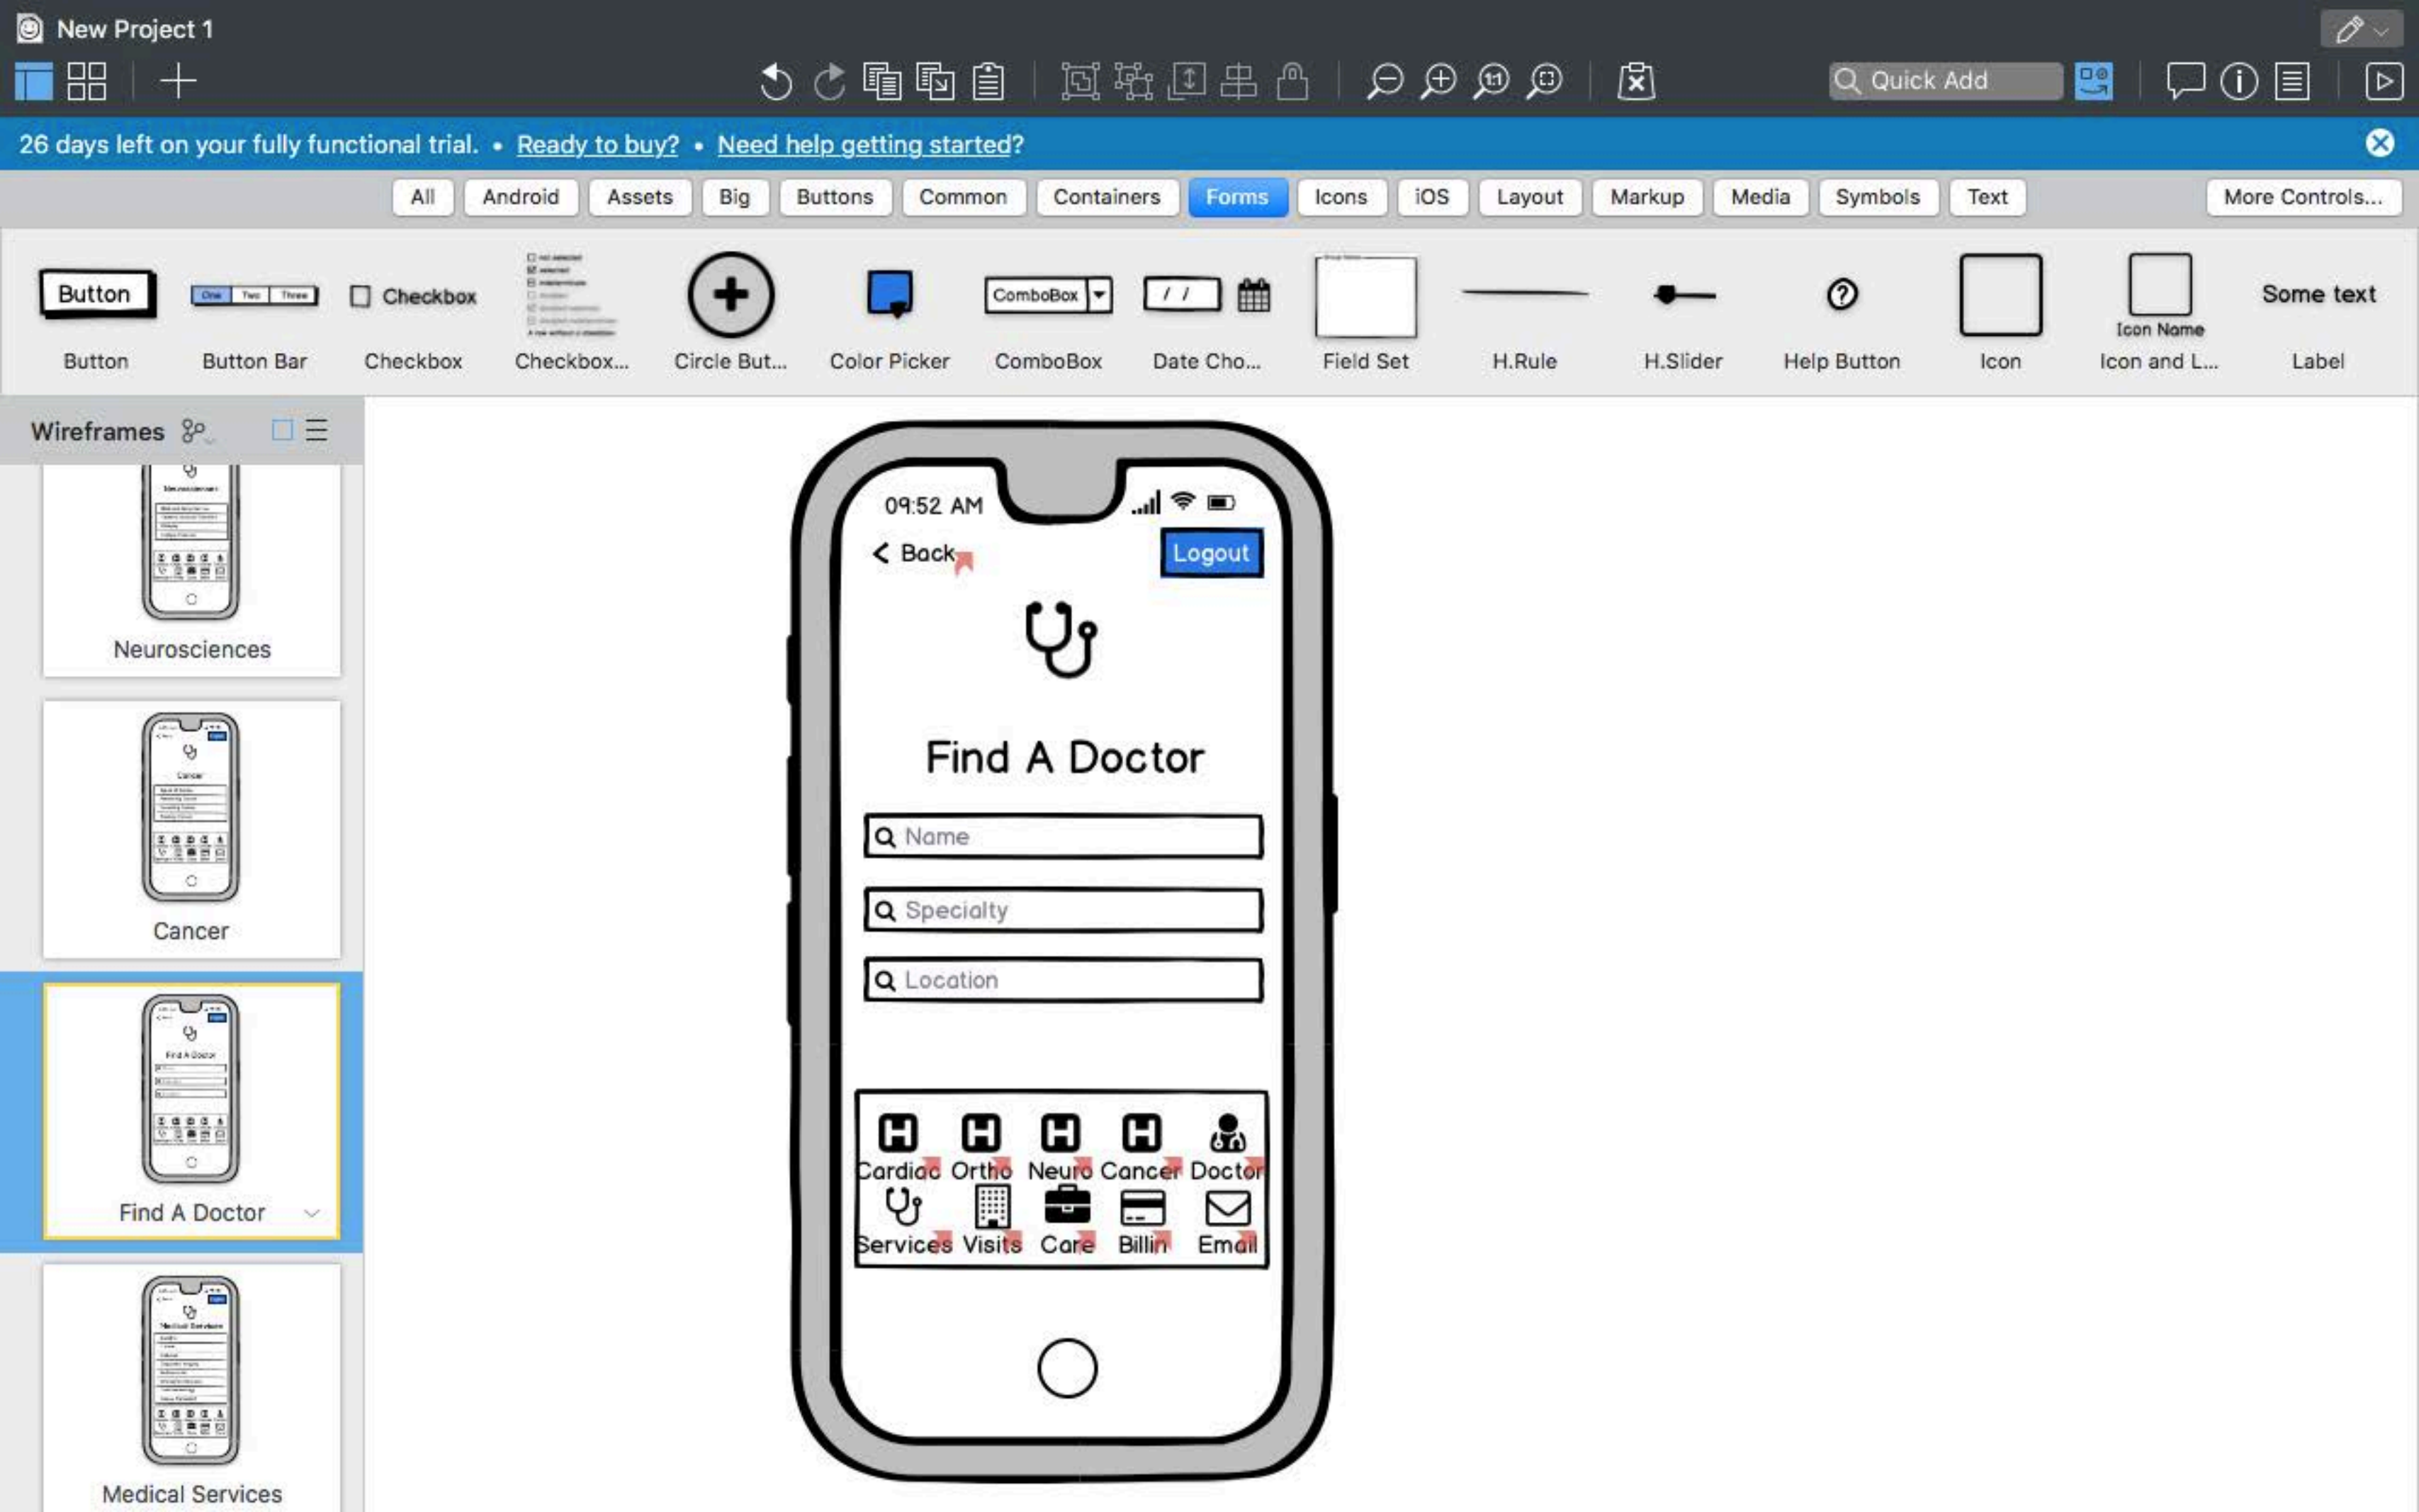 New Project 1
Quick Add
26 days left on your fully functional trial. • Ready to buy? • Need help getting started?
All Android Assets Big Buttons Common Containers Forms Icons iOS Layout Markup Media Symbols Text More Controls...
Button One Two Three Checkbox ComboBox / / Some text
Icon Name
Button Button Bar Checkbox Checkbox... Circle But... Color Picker ComboBox Date Cho... Field Set H.Rule H.Slider Help Button Icon Icon and L... Label
Wireframes
Neurosciences
Cancer
Cancer
Find A Doctor
Find A Doctor
Medical Services
Medical Services
09:52 AM
Back Logout
Find A Doctor
Name
Specialty
Location
Cardiac Ortho Neuro Cancer Doctor
Services Visits Care Billin Email